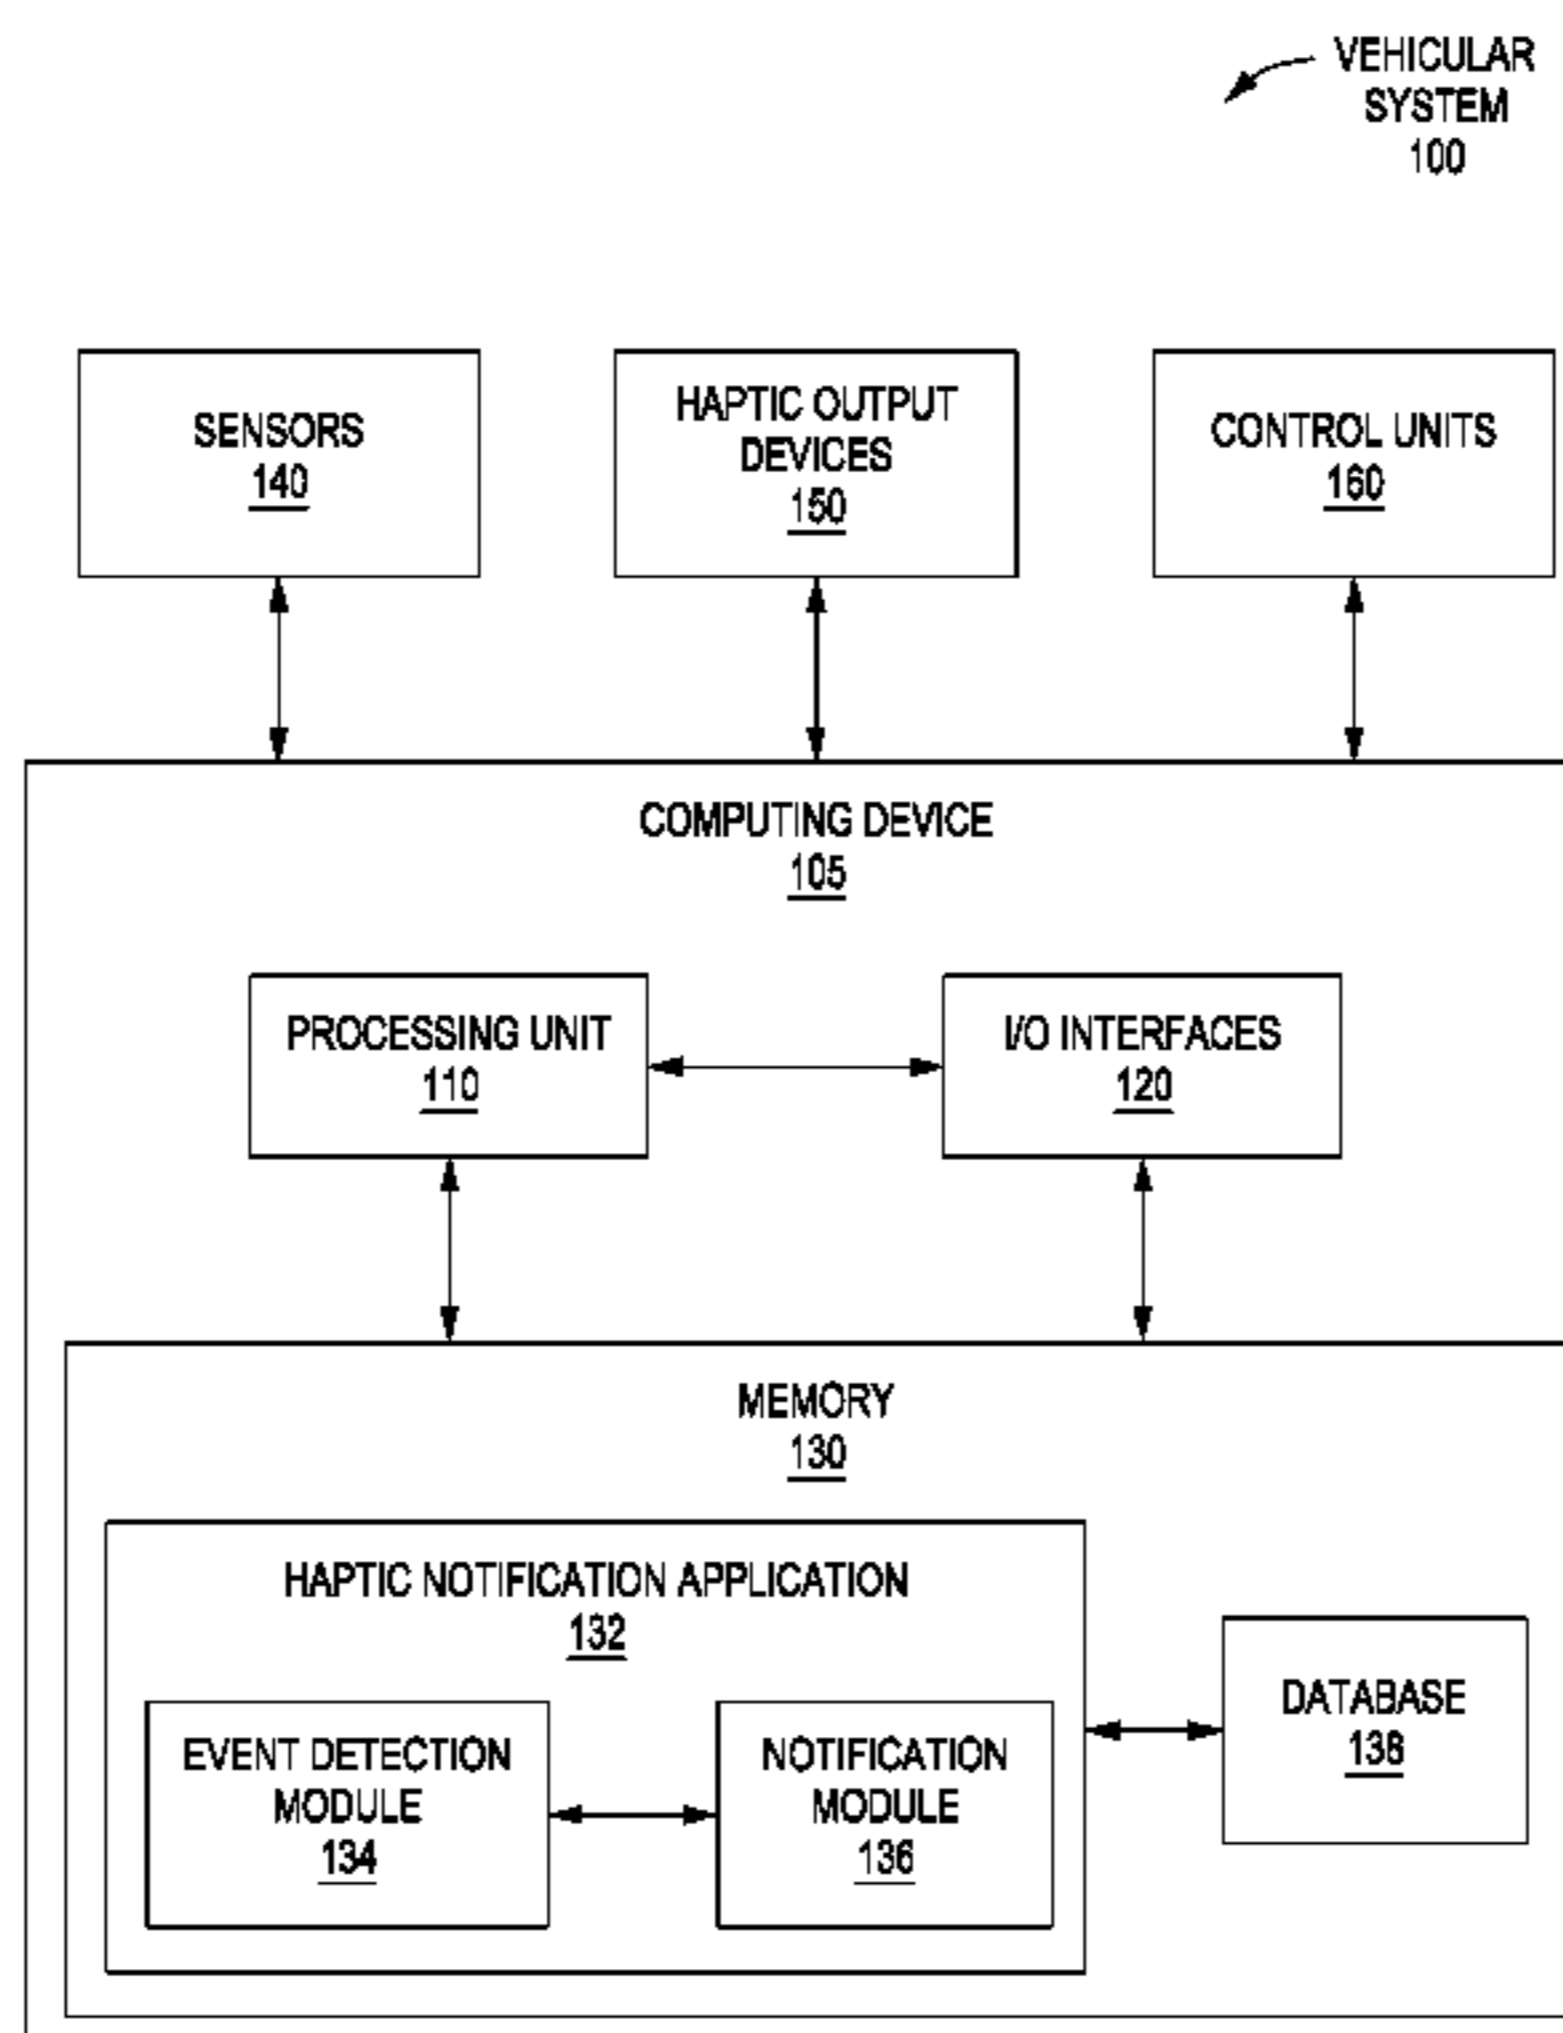 VEHICULAR
SYSTEM
100
SENSORS
140
HAPTIC OUTPUT
DEVICES
150
CONTROL UNITS
160
COMPUTING DEVICE
105
PROCESSING UNIT
110
I/O INTERFACES
120
MEMORY
130
HAPTIC NOTIFICATION APPLICATION
132
EVENT DETECTION
MODULE
134
NOTIFICATION
MODULE
136
DATABASE
138